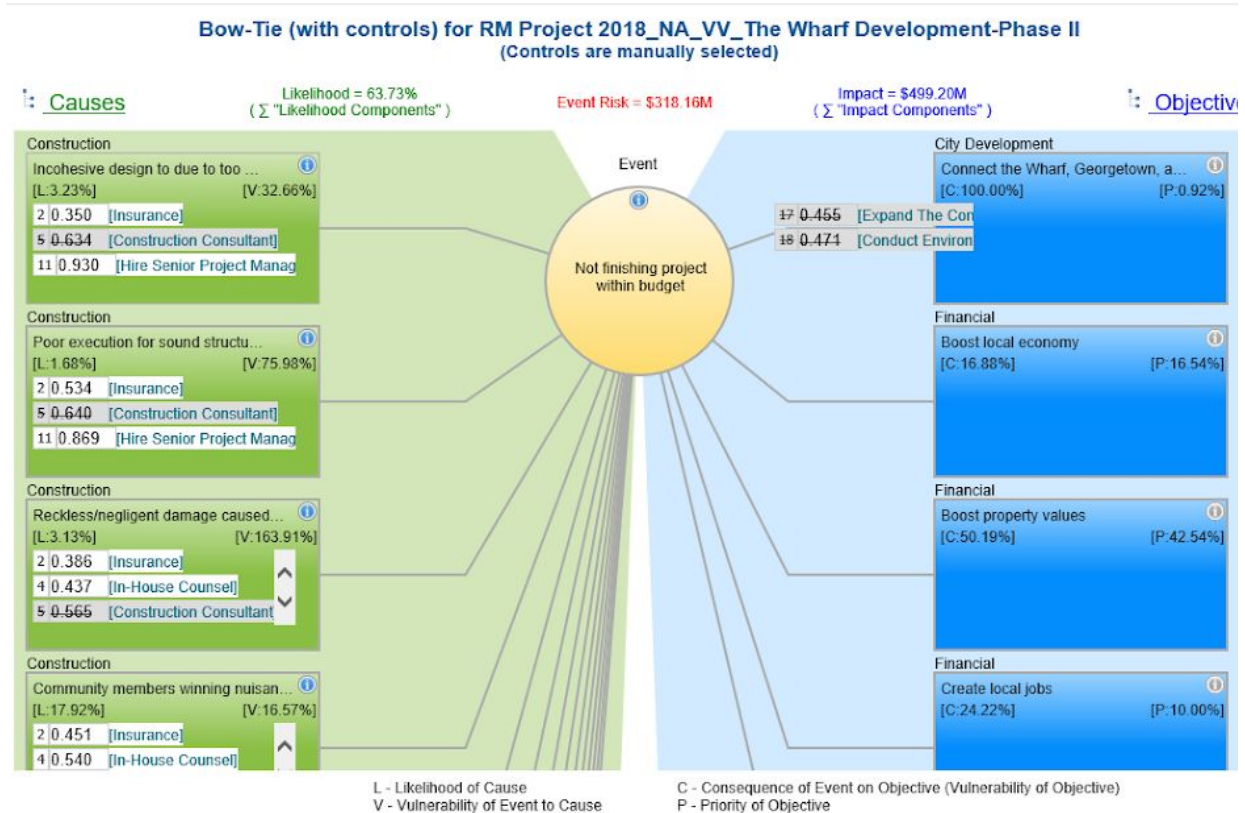 Bow-Tie (with controls) for RM Project 2018_NA_VV_The Wharf Development-Phase II
(Controls are manually selected)
Causes
Likelihood = 63.73%
( ∑ "Likelihood Components" )
Event Risk = $318.16M
Impact = $499.20M
( ∑ "Impact Components" )
Objective
Construction
Incohesive design to due to too ...
[L:3.23%] [V:32.66%]
2 0.350 [Insurance]
5 0.634 [Construction Consultant]
11 0.930 [Hire Senior Project Manag
Construction
Poor execution for sound structu...
[L:1.68%] [V:75.98%]
2 0.534 [Insurance]
5 0.640 [Construction Consultant]
11 0.869 [Hire Senior Project Manag
Construction
Reckless/negligent damage caused...
[L:3.13%] [V:163.91%]
2 0.386 [Insurance]
4 0.437 [In-House Counsel]
5 0.565 [Construction Consultant
Construction
Community members winning nuisan...
[L:17.92%] [V:16.57%]
2 0.451 [Insurance]
4 0.540 [In-House Counsel]
Event
Not finishing project
within budget
17 0.455 [Expand The Con
18 0.471 [Conduct Environ
City Development
Connect the Wharf, Georgetown, a...
[C:100.00%] [P:0.92%]
Financial
Boost local economy
[C:16.88%] [P:16.54%]
Financial
Boost property values
[C:50.19%] [P:42.54%]
Financial
Create local jobs
[C:24.22%] [P:10.00%]
L - Likelihood of Cause
V - Vulnerability of Event to Cause
C - Consequence of Event on Objective (Vulnerability of Objective)
P - Priority of Objective